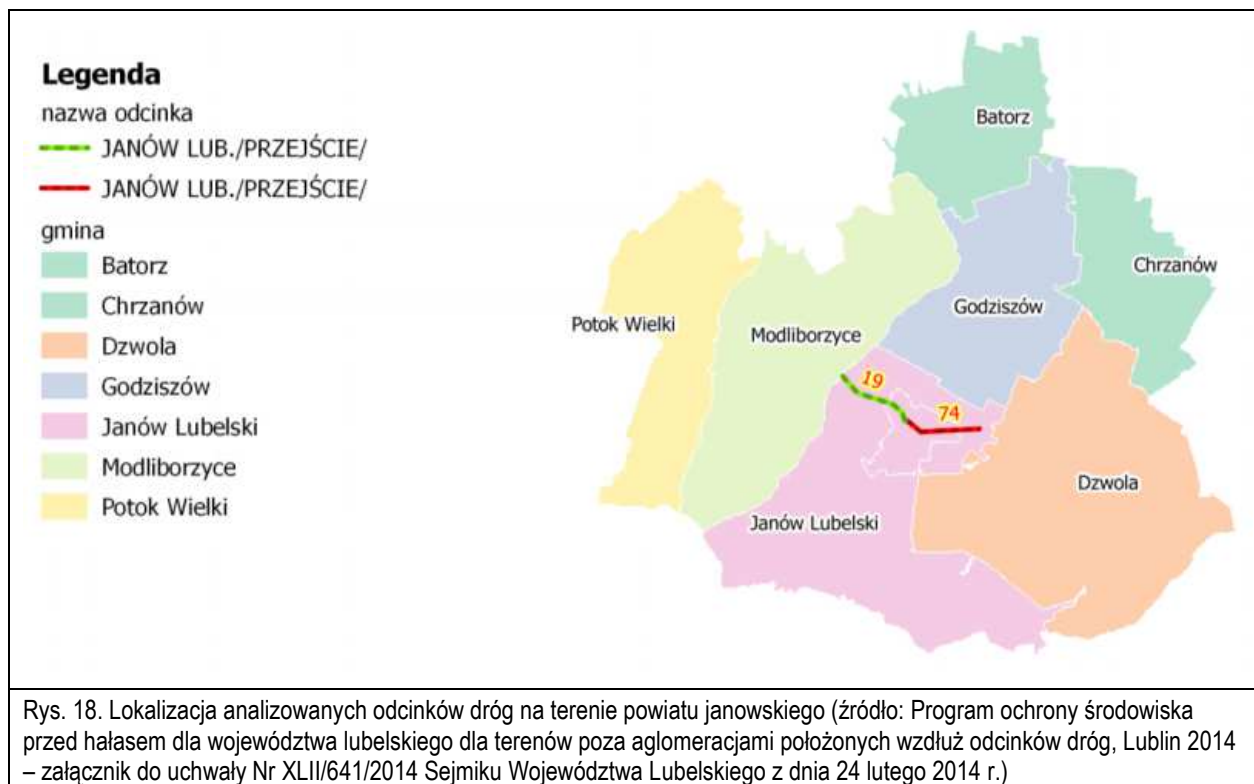 Legenda
nazwa odcinka
JANÓW LUB./PRZEJŚCIE/
JANÓW LUB./PRZEJŚCIE/
gmina
Batorz
Chrzanów
Dzwola
Godziszów
Janów Lubelski
Modliborzyce
Potok Wielki
Batorz
Chrzanów
Godziszów
Potok Wielki
Modliborzyce
19
74
Dzwola
Janów Lubelski
Rys. 18. Lokalizacja analizowanych odcinków dróg na terenie powiatu janowskiego (źródło: Program ochrony środowiska
przed hałasem dla województwa lubelskiego dla terenów poza aglomeracjami położonych wzdłuż odcinków dróg, Lublin 2014
– załącznik do uchwały Nr XLII/641/2014 Sejmiku Województwa Lubelskiego z dnia 24 lutego 2014 r.)